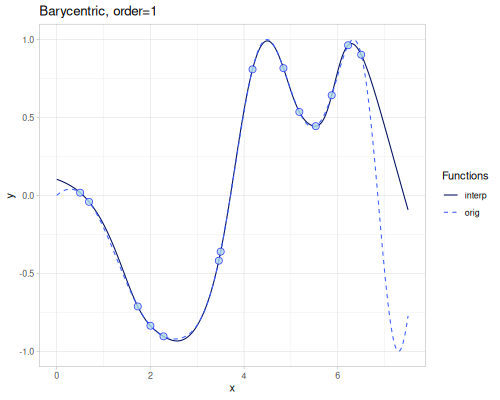 Barycentric, order=1
1.0
0.5
0.0
-0.5
-1.0
y
0
2
4
6
x
Functions
interp
orig